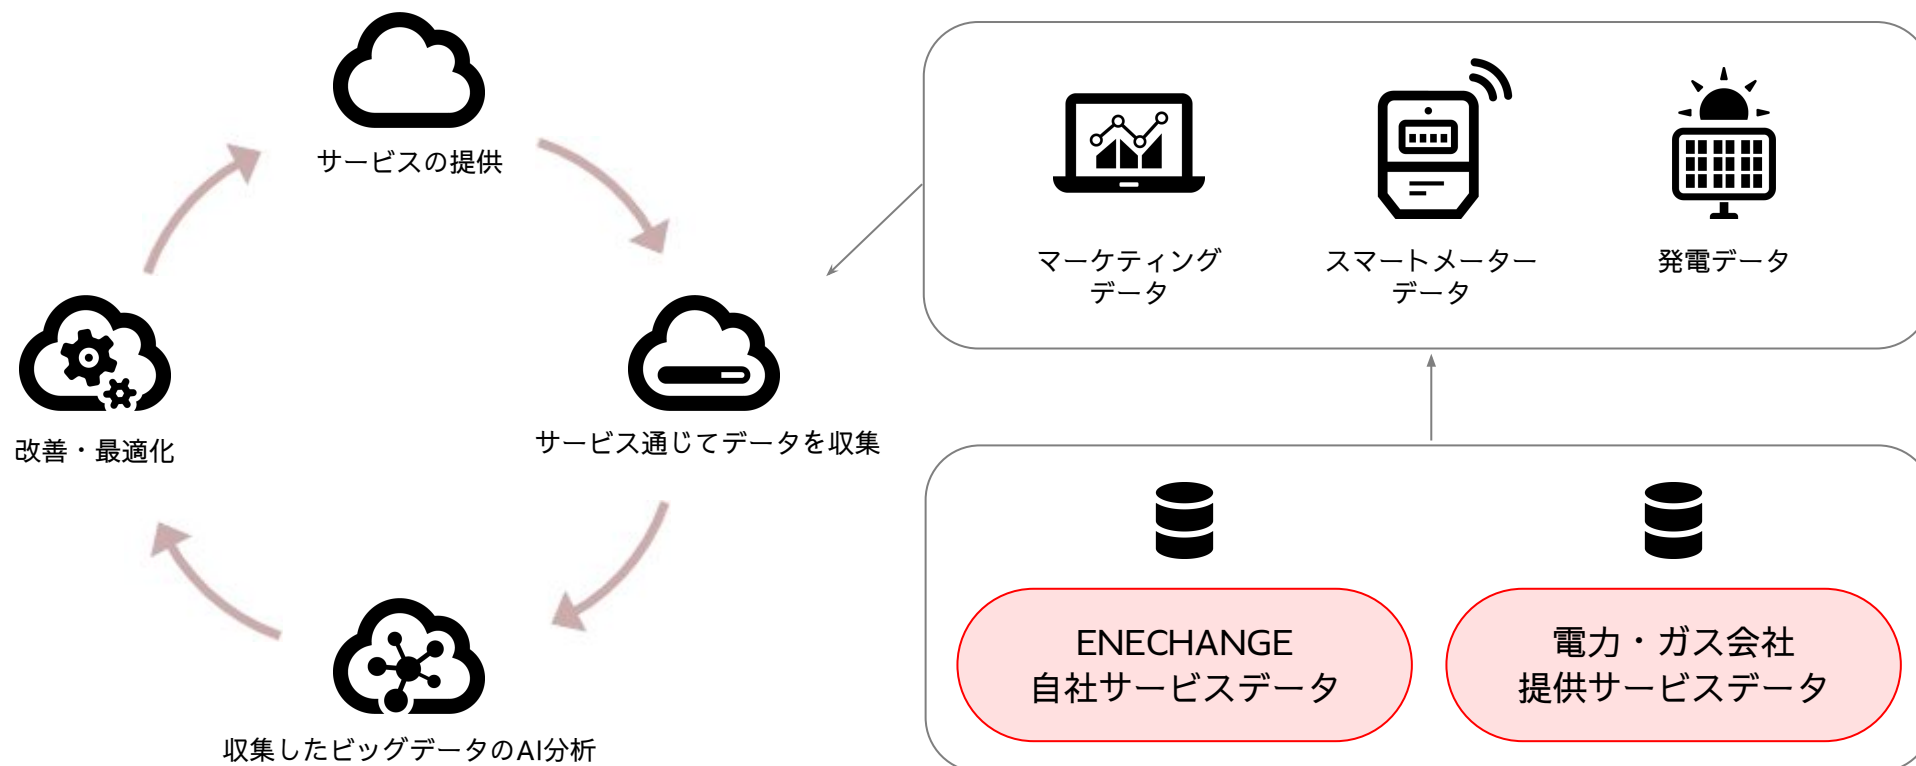 サービスの提供
サービス通じてデータを収集
収集したビッグデータのAI分析
改善・最適化
マーケティング
データ
スマートメーター
データ
発電データ
ENECHANGE
自社サービスデータ
電力・ガス会社
提供サービスデータ